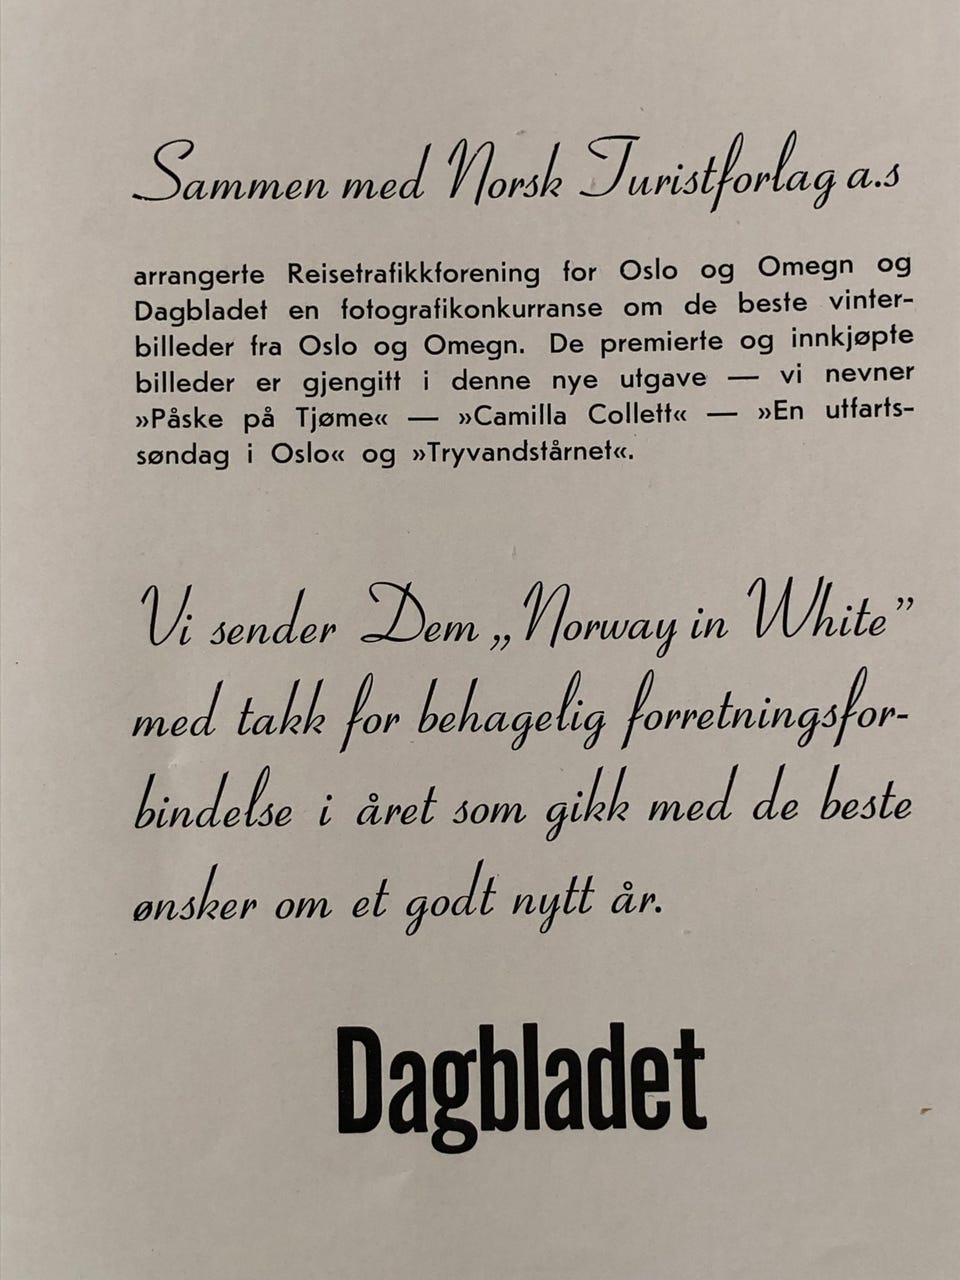 Sammen med Norsk Turistforlag a.s
arrangerte Reisetrafikkforening for Oslo og Omegn og
Dagbladet en fotografikonkurranse om de beste vinter-
billeder fra Oslo og Omegn. De premierte og innkjøpte
billeder er gjengitt i denne nye utgave — vi nevner
»Påske på Tjøme« — »Camilla Collett« — »En utfarts-
søndag i Oslo« og »Tryvandstårnet«.
Vi sender Dem „Norway in White”
med takk for behagelig forretningsfor-
bindelse i året som gikk med de beste
ønsker om et godt nytt år.
Dagbladet